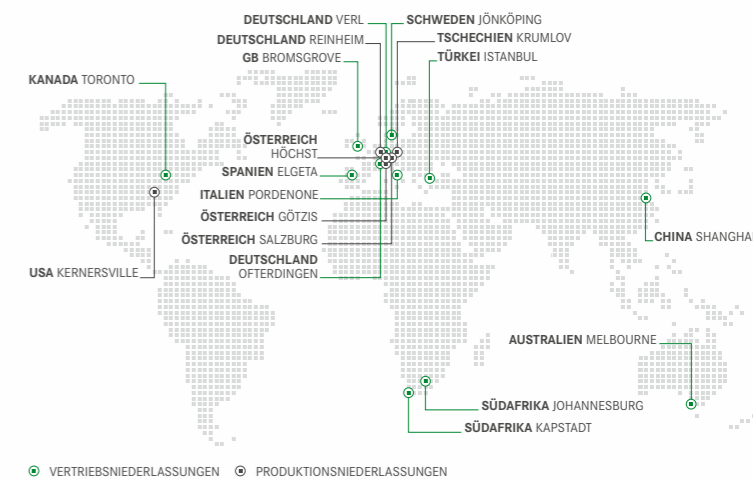 DEUTSCHLAND VERL
SCHWEDEN JÖNKÖPING
DEUTSCHLAND REINHEIM
TSCHECHIEN KRUMLOV
GB BROMSGROVE
TÜRKEI ISTANBUL
KANADA TORONTO
ÖSTERREICH
HÖCHST
SPANIEN ELGETA
ITALIEN PORDENONE
ÖSTERREICH GÖTZIS
ÖSTERREICH SALZBURG
CHINA SHANGHAI
DEUTSCHLAND
OFTERDINGEN
USA KERNERSVILLE
AUSTRALIEN MELBOURNE
SÜDAFRIKA JOHANNESBURG
SÜDAFRIKA KAPSTADT
VERTRIEBSNIEDERLASSUNGEN
PRODUKTIONSNIEDERLASSUNGEN